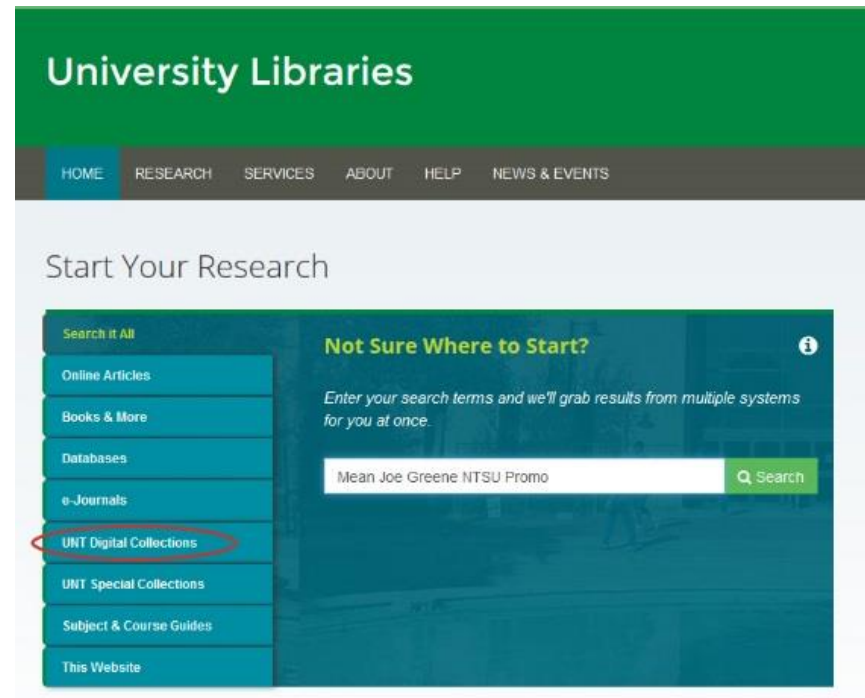 University Libraries
HOME RESEARCH SERVICES ABOUT HELP NEWS & EVENTS
Start Your Research
Search it All
Online Articles
Books & More
Databases
e-Journals
UNT Digital Collections
UNT Special Collections
Subject & Course Guides
This Website
Not Sure Where to Start?
Enter your search terms and we'll grab results from multiple systems
for you at once.
Mean Joe Greene NTSU Promo
Search